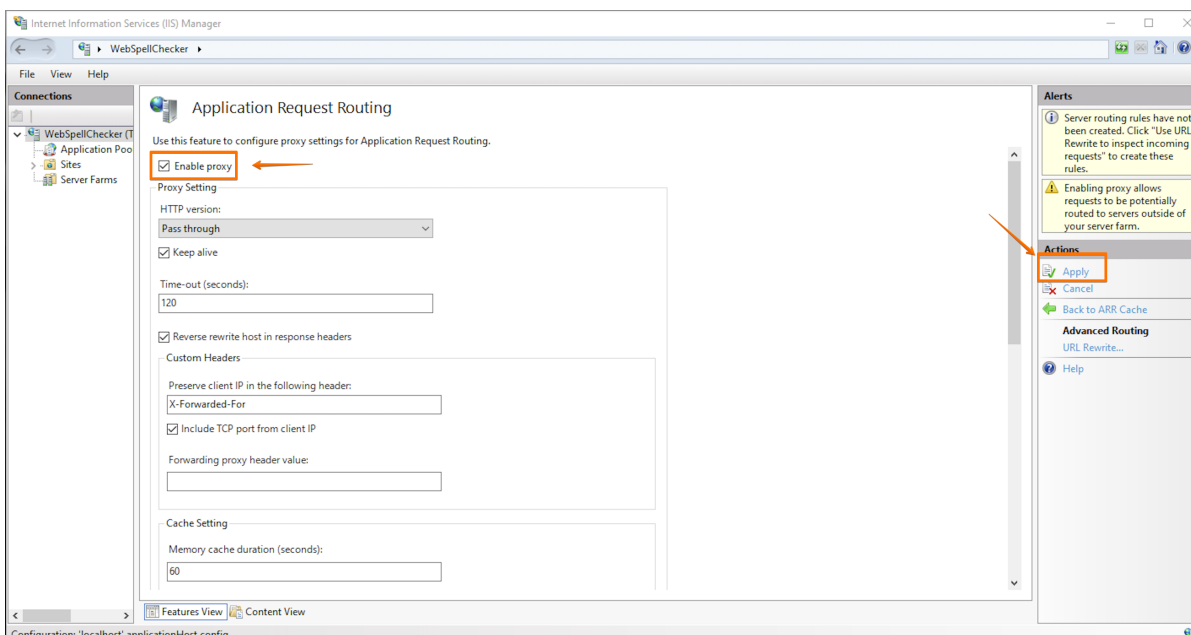 Internet Information Services (IIS) Manager
WebSpellChecker
File View Help
Connections
WebSpellChecker (T
Application Poo
Sites
Server Farms
Application Request Routing
Use this feature to configure proxy settings for Application Request Routing.
Enable proxy
Proxy Setting
HTTP version:
Pass through
Keep alive
Time-out (seconds):
120
Reverse rewrite host in response headers
Custom Headers
Preserve client IP in the following header:
X-Forwarded-For
Include TCP port from client IP
Forwarding proxy header value:
Cache Setting
Memory cache duration (seconds):
60
Features View Content View
Alerts
Server routing rules have not
been created. Click "Use URL
Rewrite to inspect incoming
requests" to create these
rules.
Enabling proxy allows
requests to be potentially
routed to servers outside of
your server farm.
Actions
Apply
Cancel
Back to ARR Cache
Advanced Routing
URL Rewrite...
Help
Configuration: 'localhost' applicationHost.config